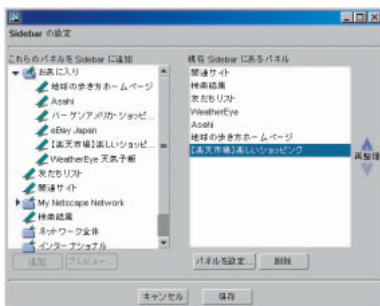 Sidebar の設定
これらのパネルを Sidebar に追加
お気に入り
地球の歩き方ホームページ
Asahi
バーゲンアメリカ・ショッピ...
eBay Japan
【楽天市場】楽しいショッピ...
WeatherEye 天気予報
友だちリスト
関連サイト
My Netscape Network
検索結果
ネットワーク全体
インターナショナル
追加
プレビュー...
現在 Sidebar にあるパネル
関連サイト
検索結果
友だちリスト
WeatherEye
Asahi
地球の歩き方ホームページ
【楽天市場】楽しいショッピング
再整理
パネルを設定...
削除
キャンセル
保存